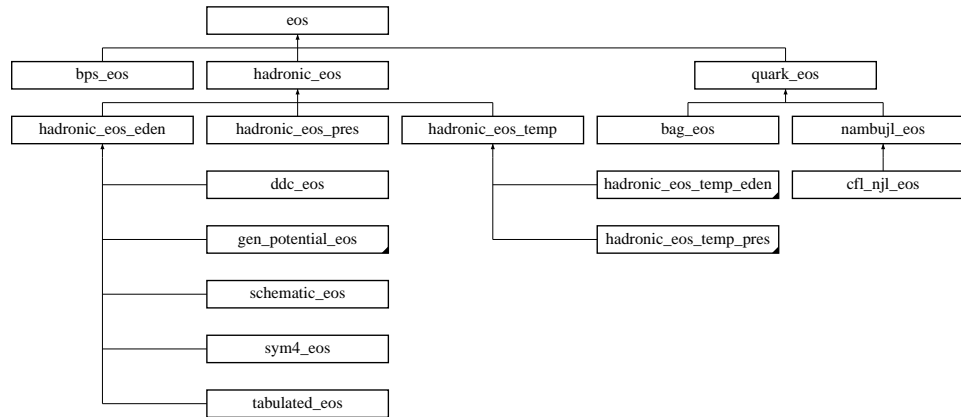 eos
bps_eos
hadronic_eos
quark_eos
hadronic_eos_eden
hadronic_eos_pres
hadronic_eos_temp
bag_eos
nambujl_eos
ddc_eos
hadronic_eos_temp_eden
cfl_njl_eos
gen_potential_eos
hadronic_eos_temp_pres
schematic_eos
sym4_eos
tabulated_eos